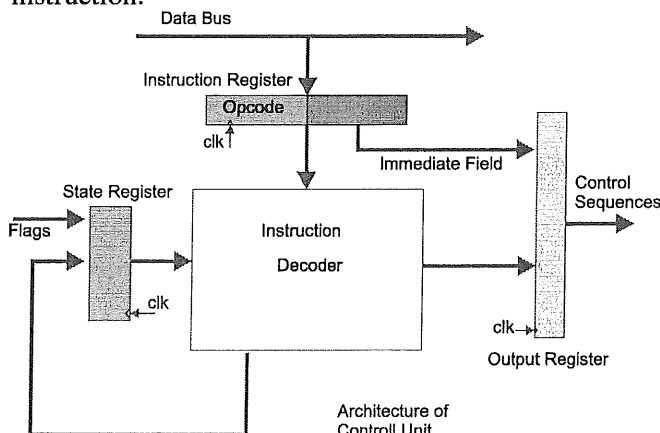 instruction.
Data Bus
Instruction Register
Opcode
clk
Immediate Field
State Register
Control
Sequences
Flags
Instruction
Decoder
clk
clk
Output Register
Architecture of
Controll Unit